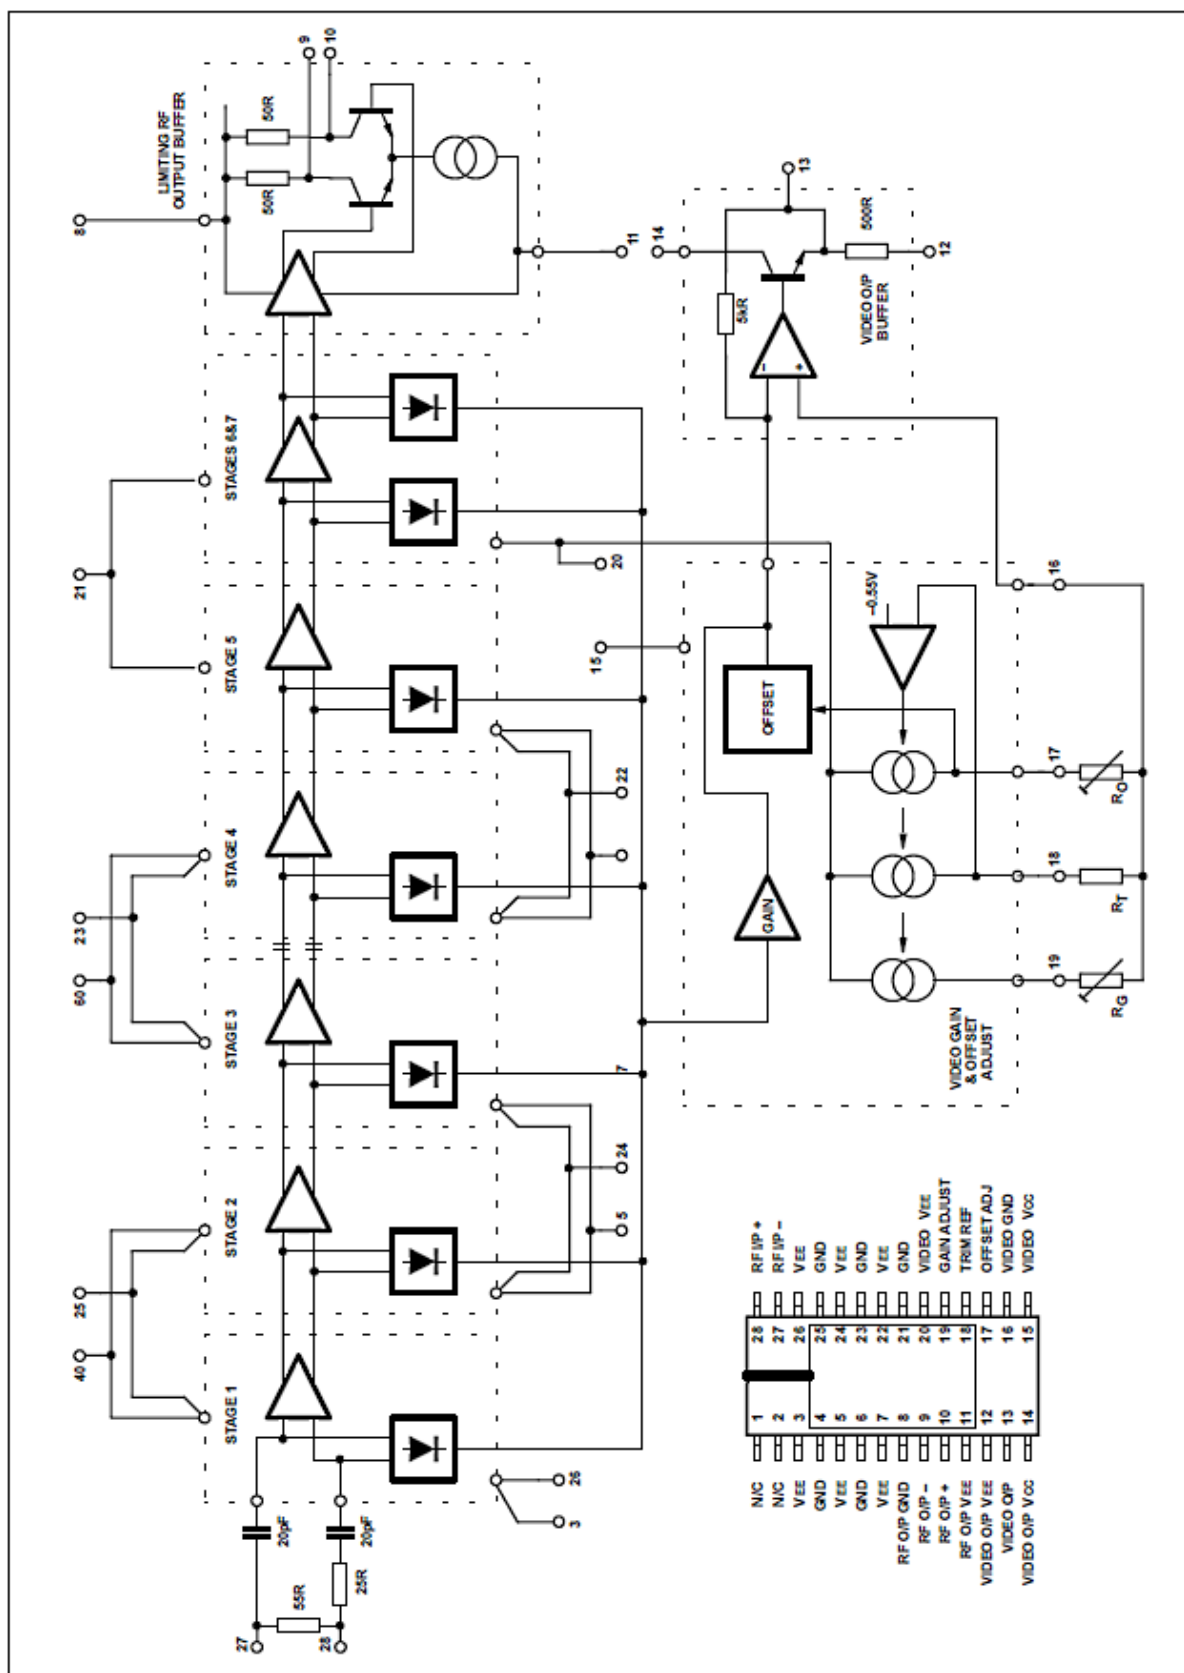 LIMITING RF
OUTPUT BUFFER
8
9
10
50R
50R
11
14
13
5kR
500R
12
VIDEO O/P
BUFFER
–
+
STAGES 6&7
21
20
STAGE 5
15
22
STAGE 4
23
60
STAGE 3
7
24
5
STAGE 2
25
40
STAGE 1
26
3
20pF
20pF
25R
55R
27
28
–0.55V
16
OFFSET
17
RO
18
RT
19
RG
GAIN
VIDEO GAIN
& OFFSET
ADJUST
N/C 1 28 RF I/P +
N/C 2 27 RF I/P –
VEE 3 26 VEE
GND 4 25 GND
VEE 5 24 VEE
GND 6 23 GND
VEE 7 22 VEE
RF O/P GND 8 21 GND
RF O/P – 9 20 VIDEO VEE
RF O/P + 10 19 GAIN ADJUST
RF O/P VEE 11 18 TRIM REF
VIDEO O/P VEE 12 17 OFFSET ADJ
VIDEO O/P 13 16 VIDEO GND
VIDEO O/P VCC 14 15 VIDEO VCC